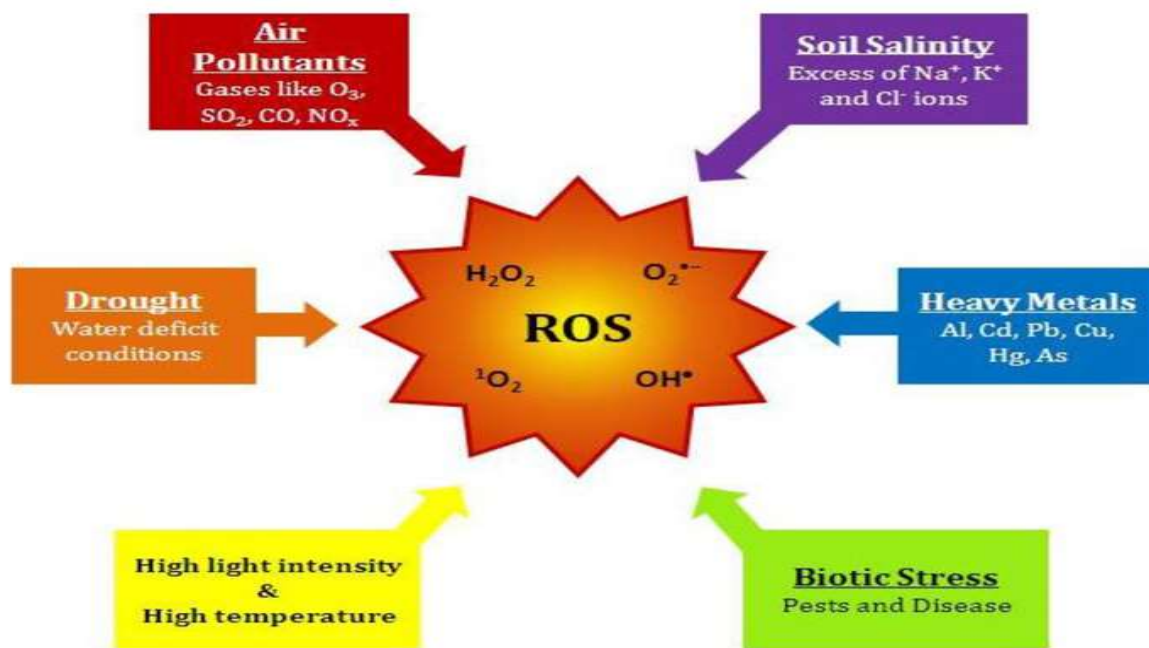 Air
Pollutants
Gases like O₃,
SO₂, CO, NOₓ
Soil Salinity
Excess of Na⁺, K⁺
and Cl⁻ ions
Drought
Water deficit
conditions
H₂O₂
O₂•⁻
ROS
¹O₂
OH•
Heavy Metals
Al, Cd, Pb, Cu,
Hg, As
High light intensity
&
High temperature
Biotic Stress
Pests and Disease